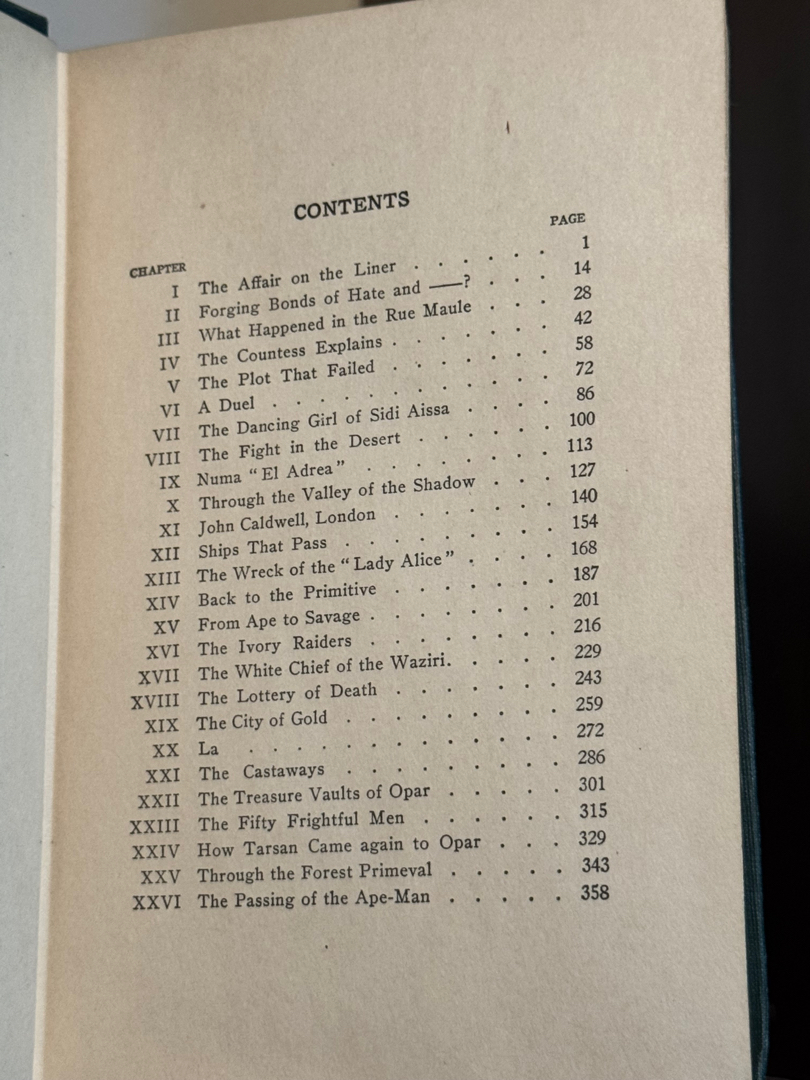 CONTENTS
CHAPTER PAGE
I The Affair on the Liner . . . . . . 1
II Forging Bonds of Hate and ——? . . . 14
III What Happened in the Rue Maule . . . 28
IV The Countess Explains . . . . . . 42
V The Plot That Failed . . . . . . 58
VI A Duel . . . . . . . . . 72
VII The Dancing Girl of Sidi Aissa . . . . 86
VIII The Fight in the Desert . . . . . 100
IX Numa "El Adrea" . . . . . . . 113
X Through the Valley of the Shadow . . . 127
XI John Caldwell, London . . . . . . 140
XII Ships That Pass . . . . . . . 154
XIII The Wreck of the "Lady Alice" . . . . 168
XIV Back to the Primitive . . . . . . 187
XV From Ape to Savage . . . . . . . 201
XVI The Ivory Raiders . . . . . . . 216
XVII The White Chief of the Waziri. . . . . 229
XVIII The Lottery of Death . . . . . . 243
XIX The City of Gold . . . . . . . 259
XX La . . . . . . . . . . 272
XXI The Castaways . . . . . . . 286
XXII The Treasure Vaults of Opar . . . . . 301
XXIII The Fifty Frightful Men . . . . . 315
XXIV How Tarsan Came again to Opar . . . 329
XXV Through the Forest Primeval . . . . . 343
XXVI The Passing of the Ape-Man . . . . . 358